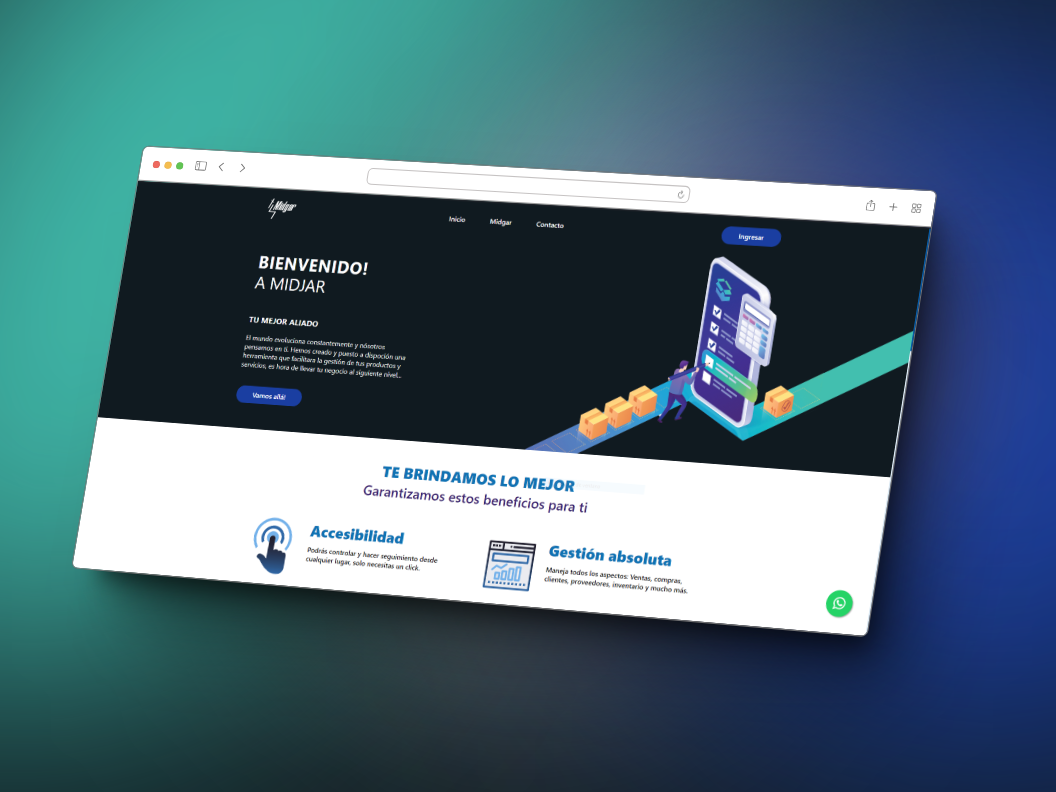 Midgar
Inicio Midgar Contacto
Ingresar
BIENVENIDO!
A MIDJAR
TU MEJOR ALIADO
El mundo evoluciona constantemente y nósotros
pensamos en ti. Hemos creado y puesto a dispoción una
herramienta que facilitara la gestión de tus productos y
servicios, es hora de llevar tu negocio al siguiente nivel...
Vamos allá!
TE BRINDAMOS LO MEJOR
Garantizamos estos beneficios para ti
Accesibilidad
Podrás controlar y hacer seguimiento desde
cualquier lugar, solo necesitas un click.
Gestión absoluta
Maneja todos los aspectos: Ventas, compras,
clientes, proveedores, inventario y mucho más.